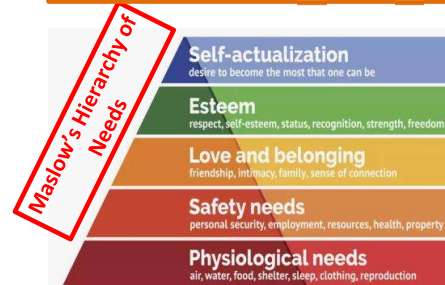 Maslow's Hierarchy of
Needs
Self-actualization
desire to become the most that one can be
Esteem
respect, self-esteem, status, recognition, strength, freedom
Love and belonging
friendship, intimacy, family, sense of connection
Safety needs
personal security, employment, resources, health, property
Physiological needs
air, water, food, shelter, sleep, clothing, reproduction